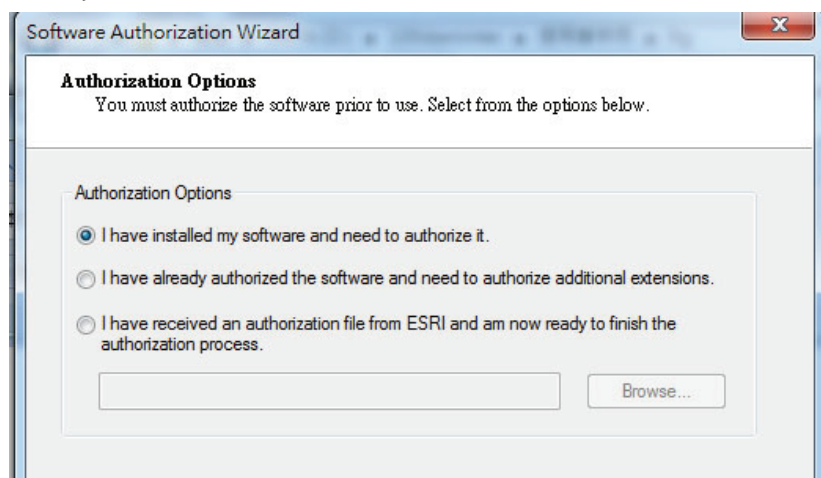 Software Authorization Wizard
Authorization Options
You must authorize the software prior to use. Select from the options below.
Authorization Options
I have installed my software and need to authorize it.
I have already authorized the software and need to authorize additional extensions.
I have received an authorization file from ESRI and am now ready to finish the
authorization process.
Browse...